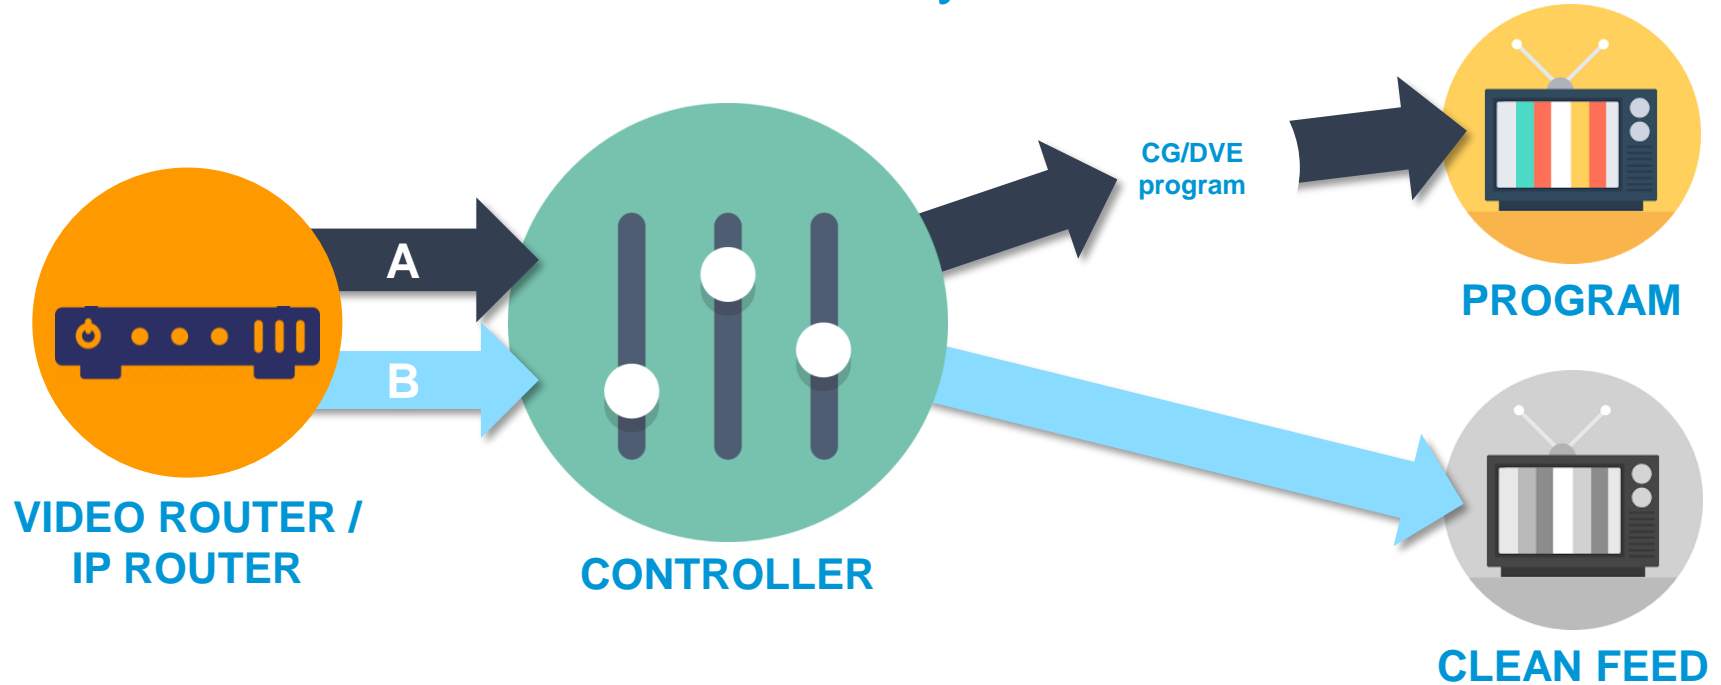 A
B
VIDEO ROUTER /
IP ROUTER
CONTROLLER
CG/DVE
program
PROGRAM
CLEAN FEED